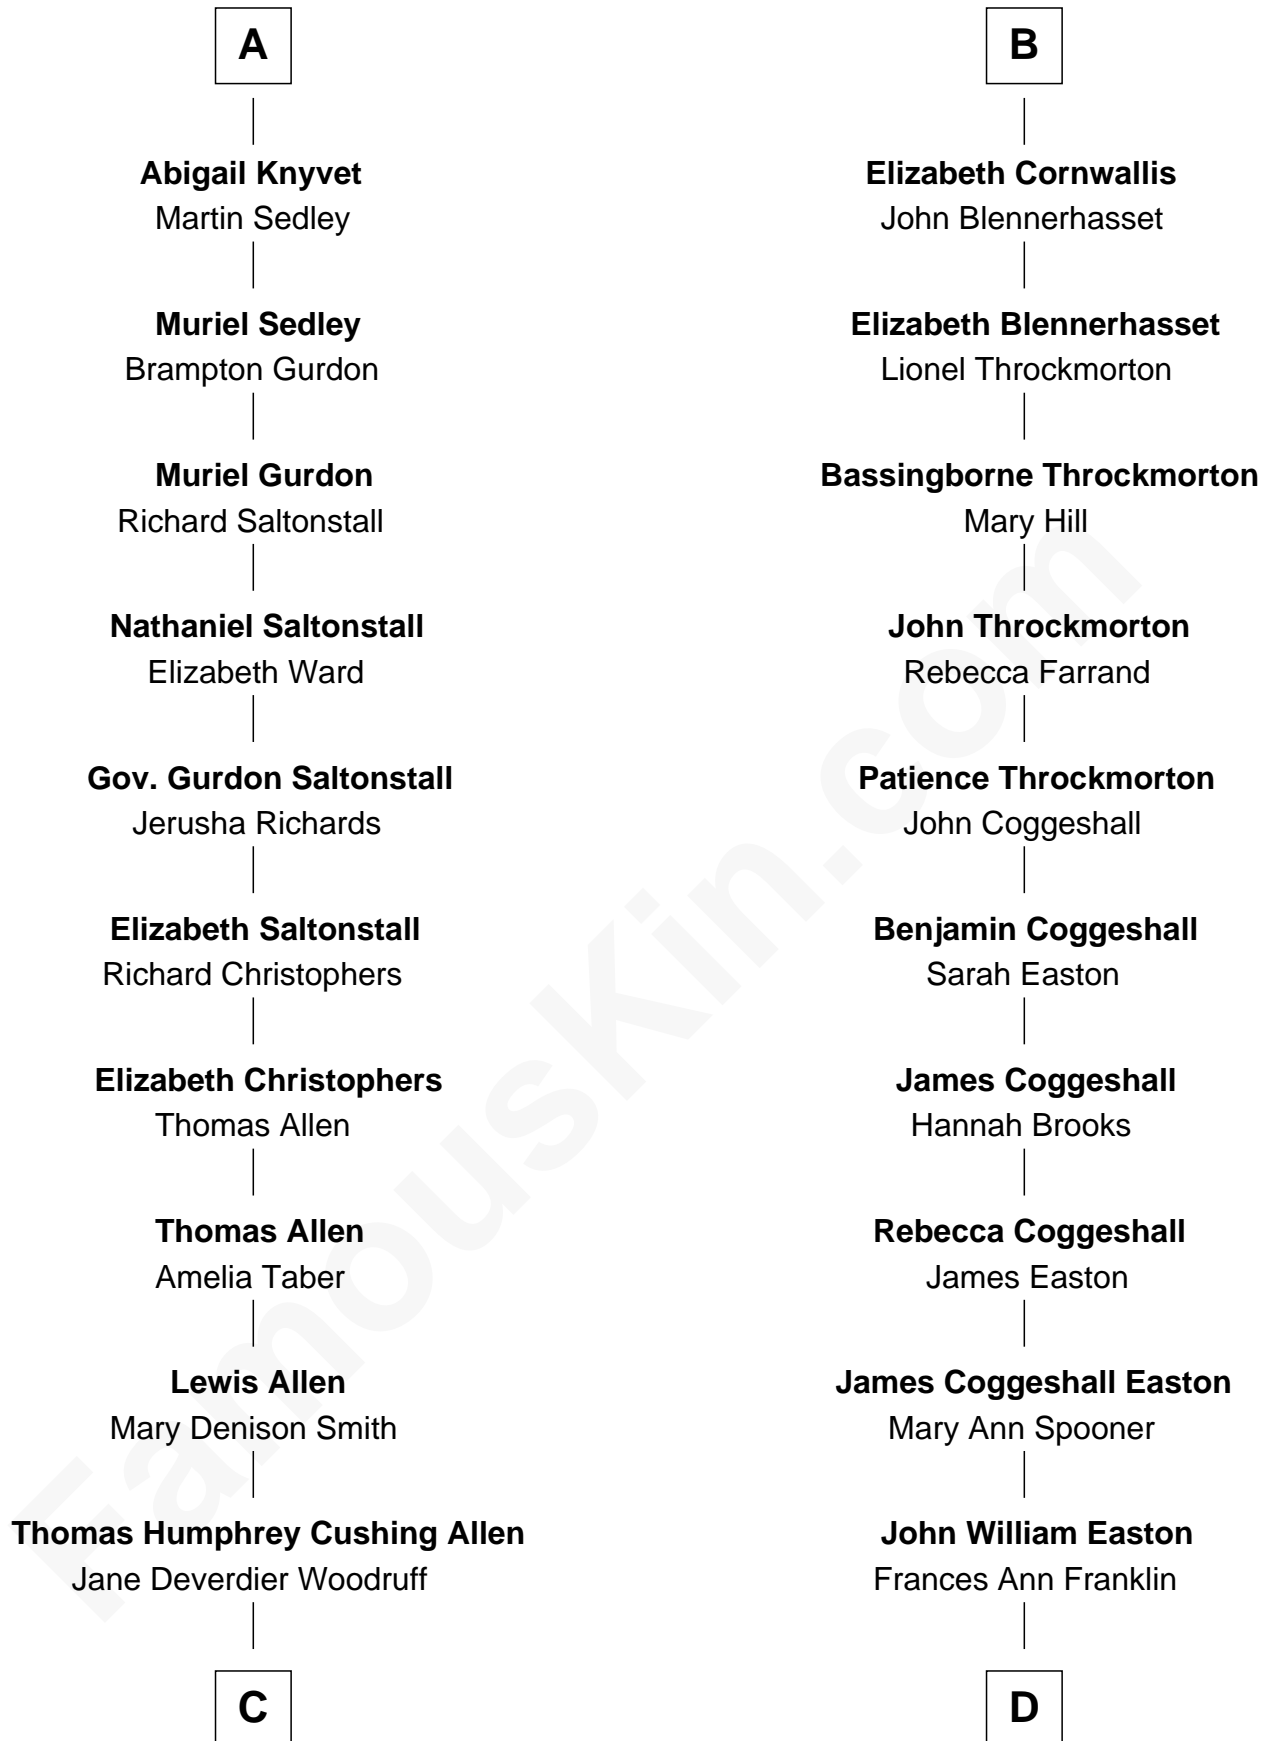 A
Abigail Knyvet
Martin Sedley
Muriel Sedley
Brampton Gurdon
Muriel Gurdon
Richard Saltonstall
Nathaniel Saltonstall
Elizabeth Ward
Gov. Gurdon Saltonstall
Jerusha Richards
Elizabeth Saltonstall
Richard Christophers
Elizabeth Christophers
Thomas Allen
Thomas Allen
Amelia Taber
Lewis Allen
Mary Denison Smith
Thomas Humphrey Cushing Allen
Jane Deverdier Woodruff
C
B
Elizabeth Cornwallis
John Blennerhasset
Elizabeth Blennerhasset
Lionel Throckmorton
Bassingborne Throckmorton
Mary Hill
John Throckmorton
Rebecca Farrand
Patience Throckmorton
John Coggeshall
Benjamin Coggeshall
Sarah Easton
James Coggeshall
Hannah Brooks
Rebecca Coggeshall
James Easton
James Coggeshall Easton
Mary Ann Spooner
John William Easton
Frances Ann Franklin
D
FamousKin.com